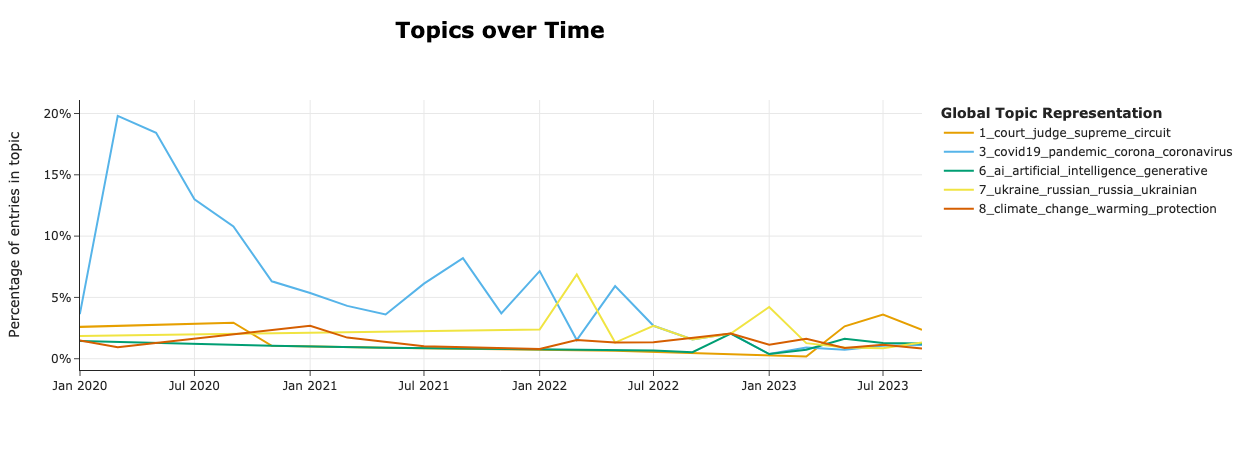 Topics over Time
Percentage of entries in topic
20%
15%
10%
5%
0%
Jan 2020
Jul 2020
Jan 2021
Jul 2021
Jan 2022
Jul 2022
Jan 2023
Jul 2023
Global Topic Representation
1_court_judge_supreme_circuit
3_covid19_pandemic_corona_coronavirus
6_ai_artificial_intelligence_generative
7_ukraine_russian_russia_ukrainian
8_climate_change_warming_protection